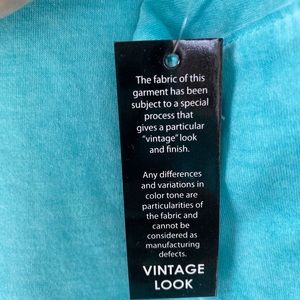 The fabric of this
garment has been
subject to a special
process that
gives a particular
“vintage” look
and finish.
Any differences
and variations in
color tone are
particularities of
the fabric and
cannot be
considered as
manufacturing
defects.
VINTAGE
LOOK